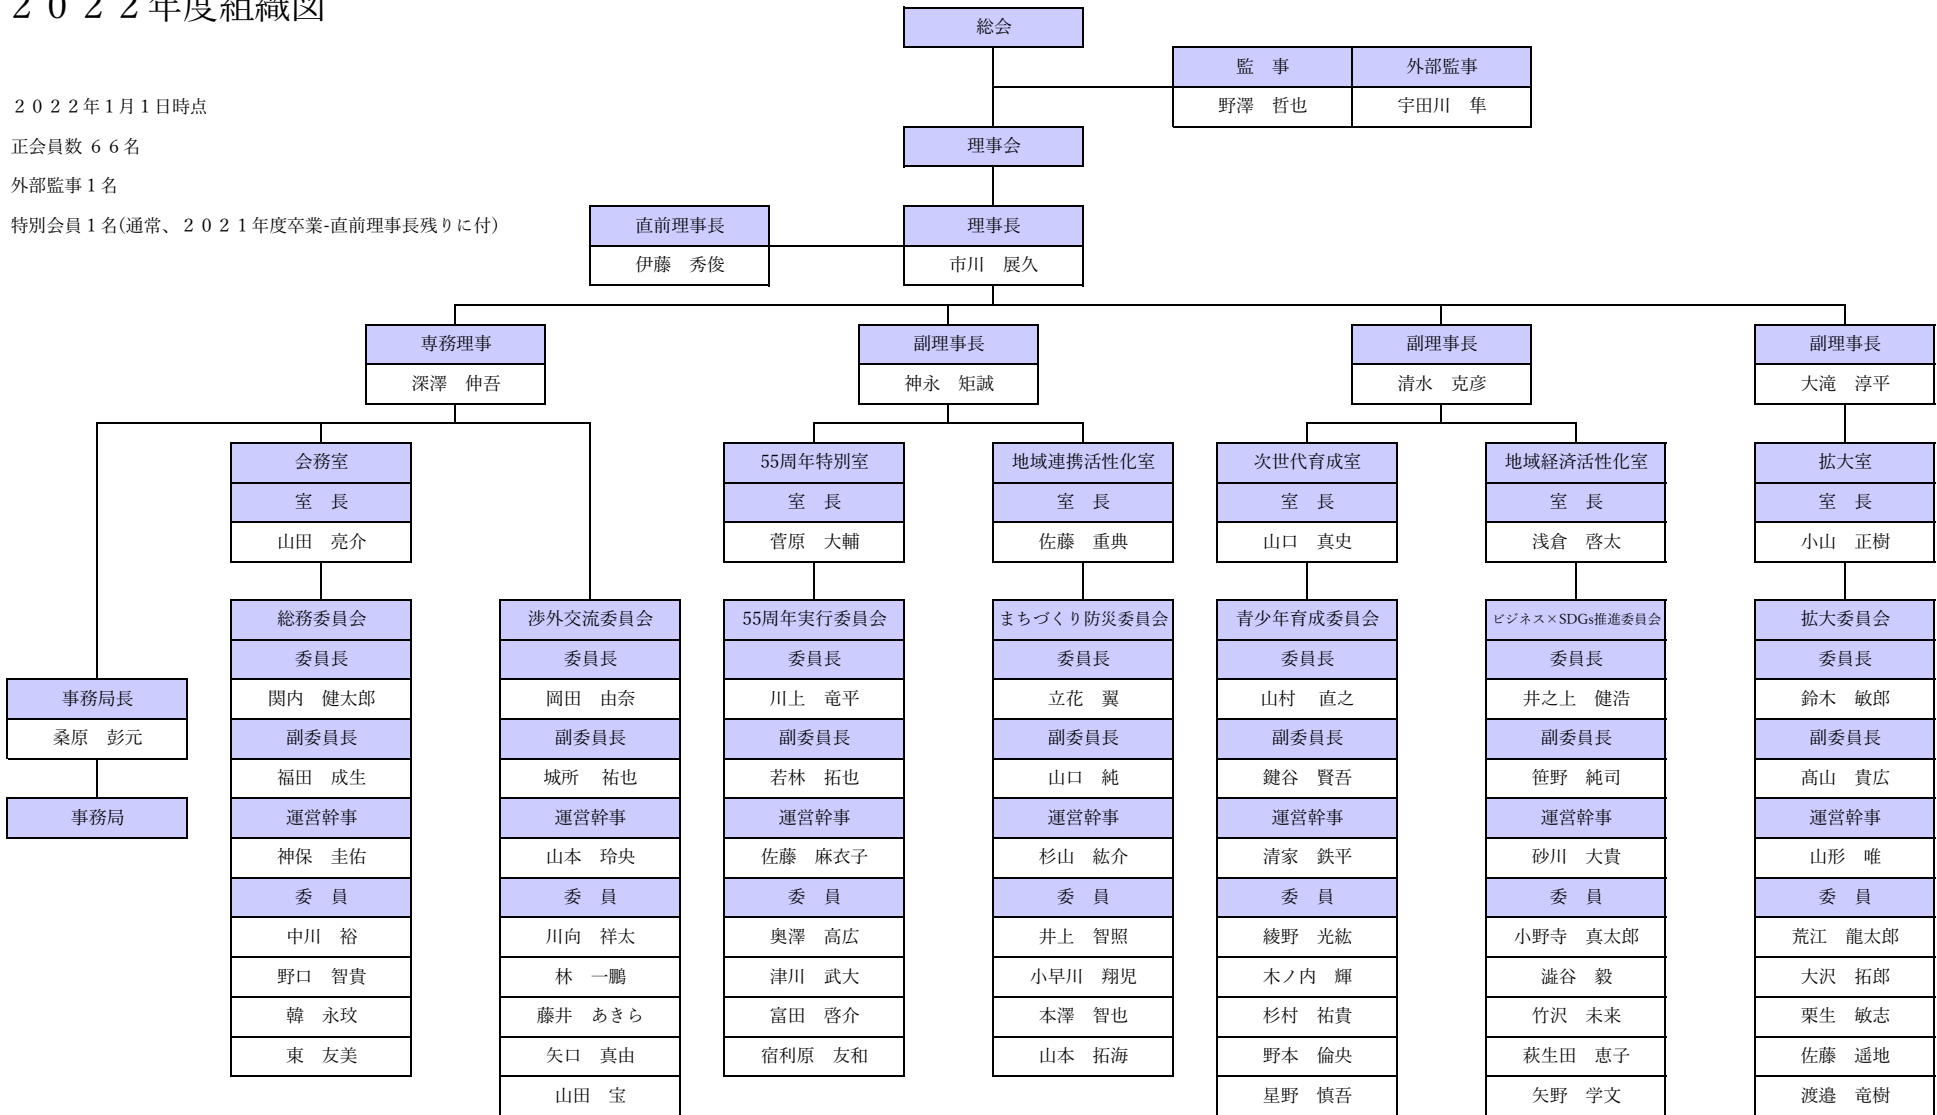 ２０２２年度組織図
２０２２年１月１日時点
正会員数 ６６名
外部監事１名
特別会員１名(通常、２０２１年度卒業-直前理事長残りに付)
総会
監　事
外部監事
野澤　哲也
宇田川　隼
理事会
直前理事長
伊藤　秀俊
理事長
市川　展久
専務理事
深澤　伸吾
副理事長
神永　矩誠
副理事長
清水　克彦
副理事長
大滝　淳平
事務局長
桑原　彭元
事務局
会務室
室　長
山田　亮介
総務委員会
委員長
関内　健太郎
副委員長
福田　成生
運営幹事
神保　圭佑
委　員
中川　裕
野口　智貴
韓　永玟
東　友美
渉外交流委員会
委員長
岡田　由奈
副委員長
城所　祐也
運営幹事
山本　玲央
委　員
川向　祥太
林　一鵬
藤井　あきら
矢口　真由
山田　宝
55周年特別室
室　長
菅原　大輔
55周年実行委員会
委員長
川上　竜平
副委員長
若林　拓也
運営幹事
佐藤　麻衣子
委　員
奥澤　高広
津川　武大
富田　啓介
宿利原　友和
地域連携活性化室
室　長
佐藤　重典
まちづくり防災委員会
委員長
立花　翼
副委員長
山口　純
運営幹事
杉山　紘介
委　員
井上　智照
小早川　翔児
本澤　智也
山本　拓海
次世代育成室
室　長
山口　真史
青少年育成委員会
委員長
山村　直之
副委員長
鍵谷　賢吾
運営幹事
清家　鉄平
委　員
綾野　光紘
木ノ内　輝
杉村　祐貴
野本　倫央
星野　慎吾
地域経済活性化室
室　長
浅倉　啓太
ビジネス×SDGs推進委員会
委員長
井之上　健浩
副委員長
笹野　純司
運営幹事
砂川　大貴
委　員
小野寺　真太郎
澁谷　毅
竹沢　未来
萩生田　恵子
矢野　学文
拡大室
室　長
小山　正樹
拡大委員会
委員長
鈴木　敏郎
副委員長
髙山　貴広
運営幹事
山形　唯
委　員
荒江　龍太郎
大沢　拓郎
栗生　敏志
佐藤　遥地
渡邉　竜樹